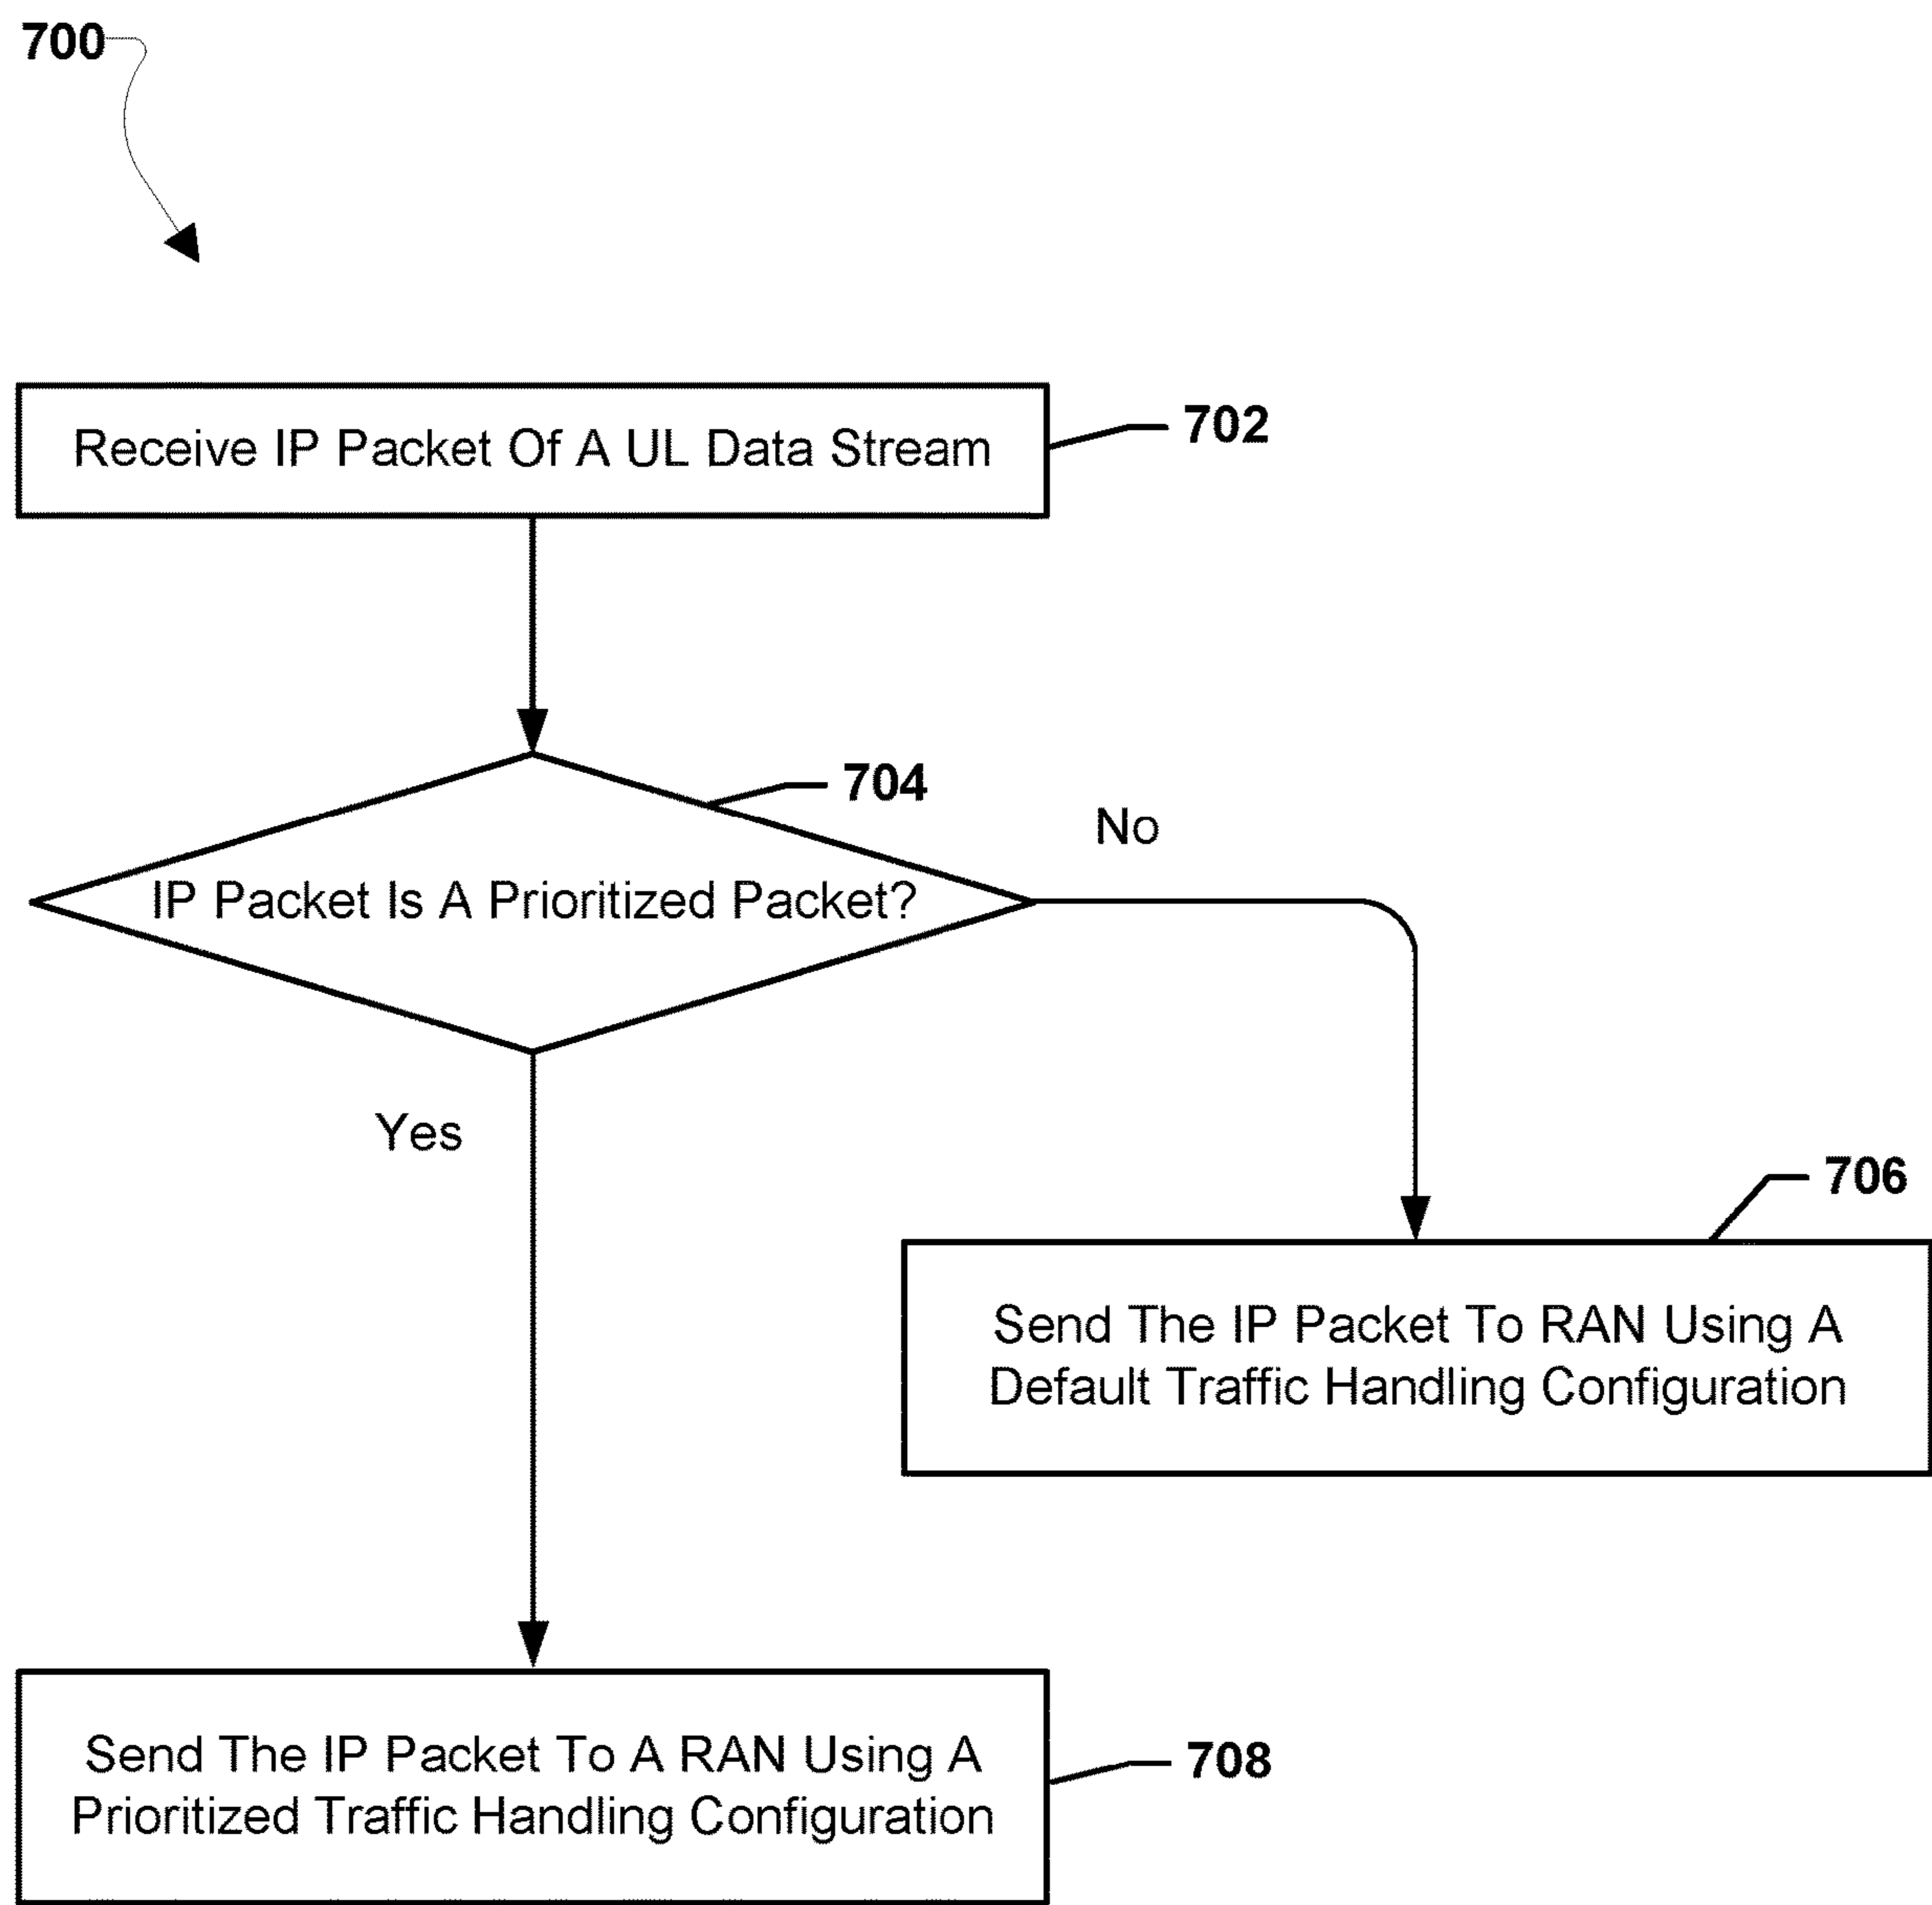 700
Receive IP Packet Of A UL Data Stream
702
704
No
IP Packet Is A Prioritized Packet?
Yes
706
Send The IP Packet To RAN Using A
Default Traffic Handling Configuration
Send The IP Packet To A RAN Using A
Prioritized Traffic Handling Configuration
708